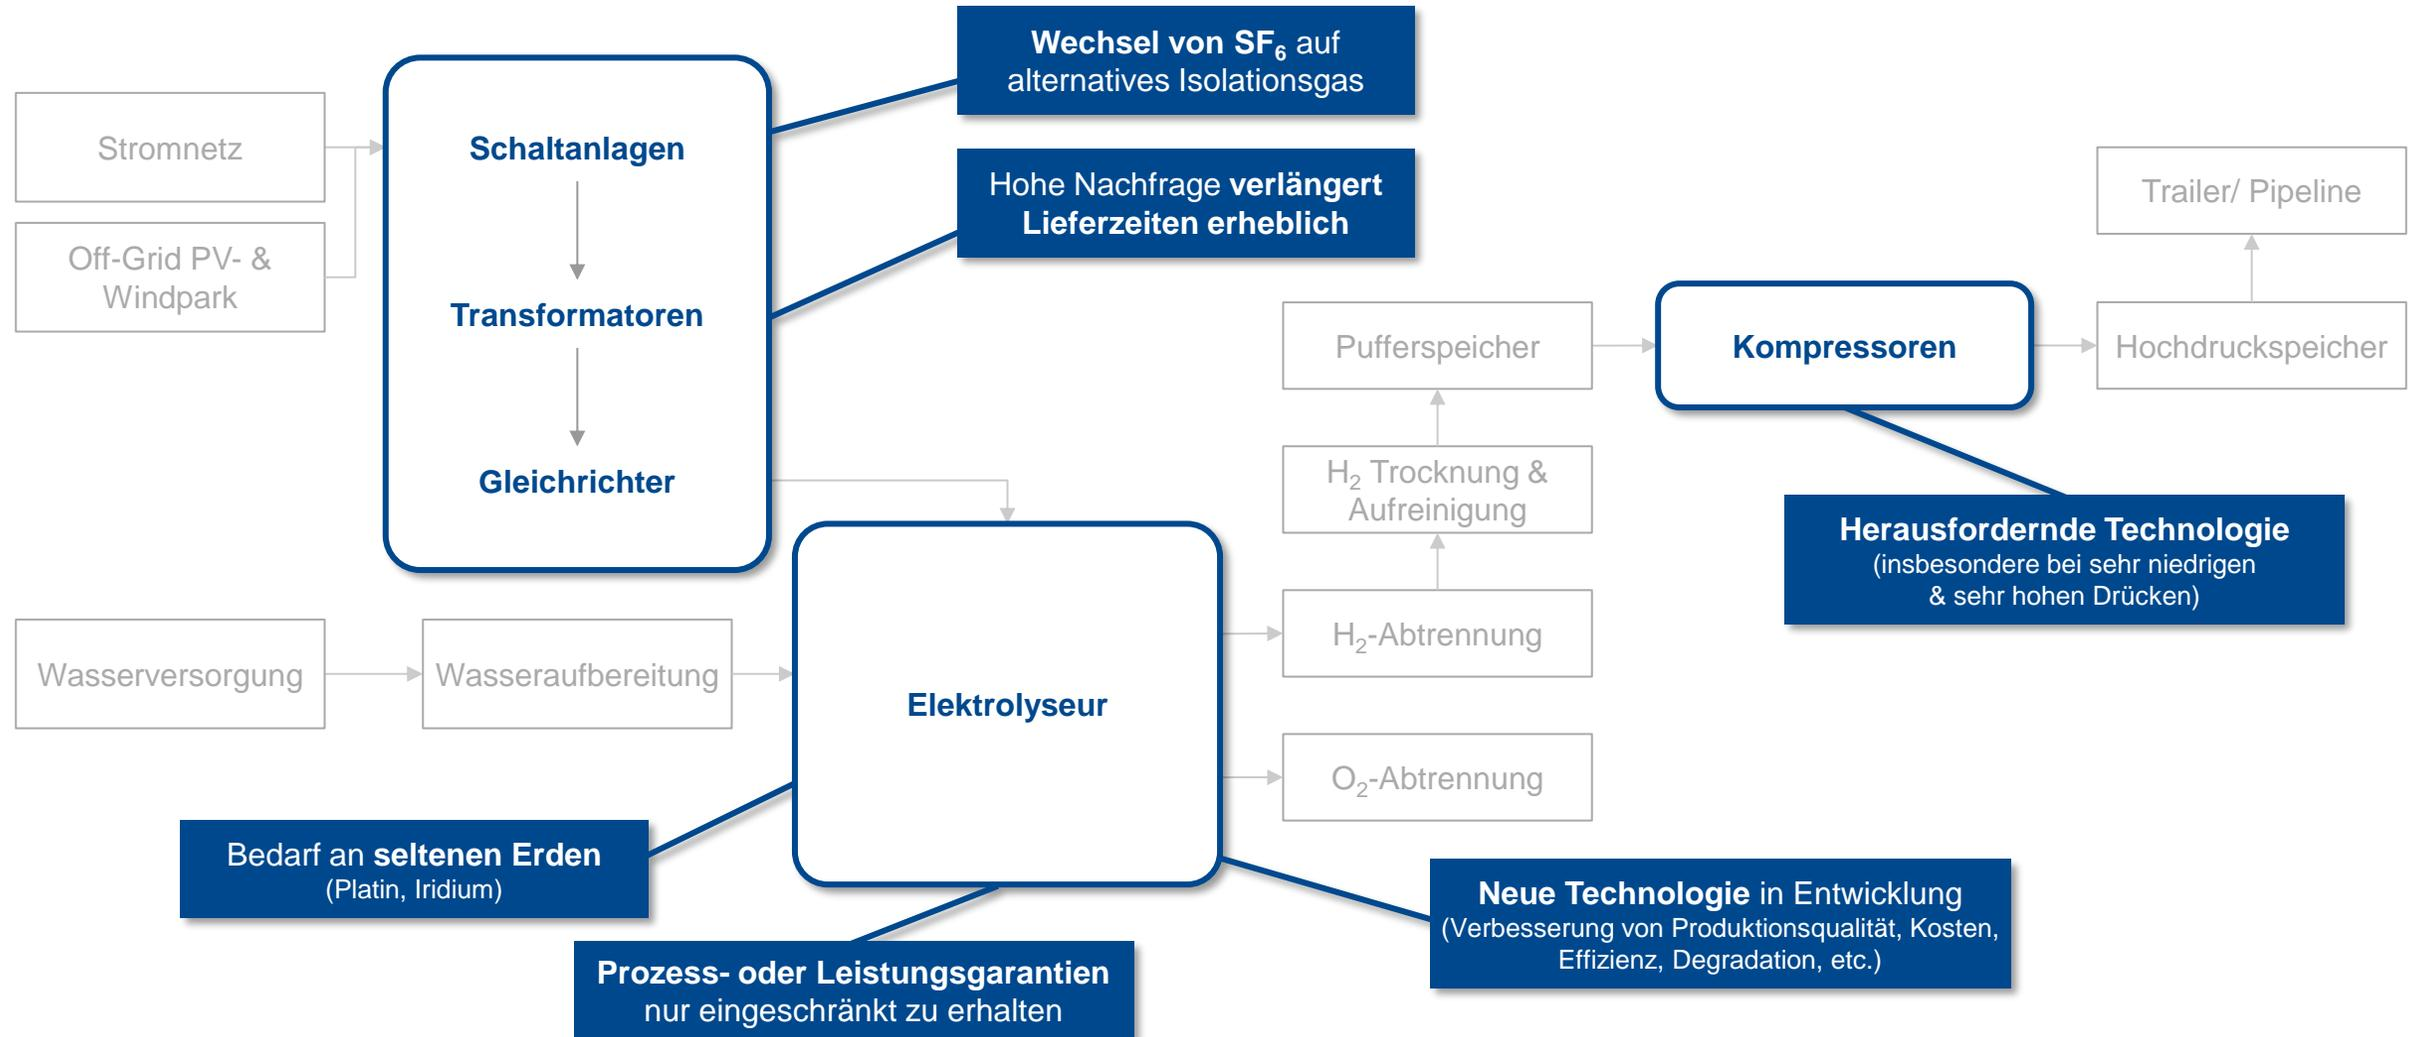 Wechsel von SF₆ auf
alternatives Isolationsgas
Stromnetz
Schaltanlagen
Hohe Nachfrage verlängert
Lieferzeiten erheblich
Trailer/ Pipeline
Off-Grid PV- &
Windpark
Transformatoren
Pufferspeicher
Kompressoren
Hochdruckspeicher
Gleichrichter
H₂ Trocknung &
Aufreinigung
Herausfordernde Technologie
(insbesondere bei sehr niedrigen
& sehr hohen Drücken)
Wasserversorgung
Wasseraufbereitung
Elektrolyseur
H₂-Abtrennung
O₂-Abtrennung
Bedarf an seltenen Erden
(Platin, Iridium)
Neue Technologie in Entwicklung
(Verbesserung von Produktionsqualität, Kosten,
Effizienz, Degradation, etc.)
Prozess- oder Leistungsgarantien
nur eingeschränkt zu erhalten